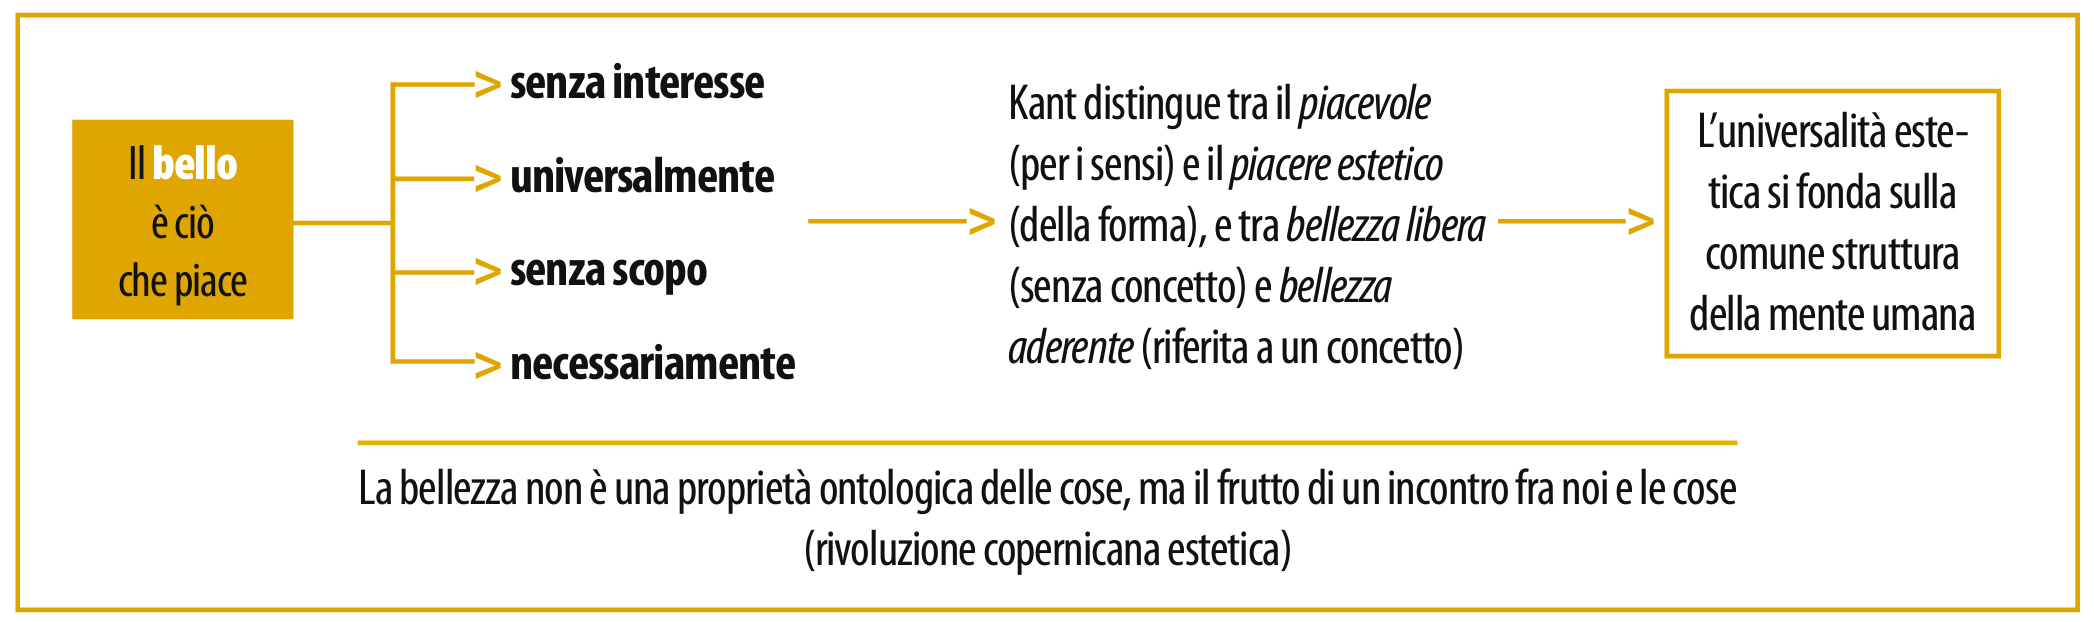 Il bello
è ciò
che piace
senza interesse
universalmente
senza scopo
necessariamente
Kant distingue tra il piacevole
(per i sensi) e il piacere estetico
(della forma), e tra bellezza libera
(senza concetto) e bellezza
aderente (riferita a un concetto)
L’universalità este-
tica si fonda sulla
comune struttura
della mente umana
La bellezza non è una proprietà ontologica delle cose, ma il frutto di un incontro fra noi e le cose
(rivoluzione copernicana estetica)